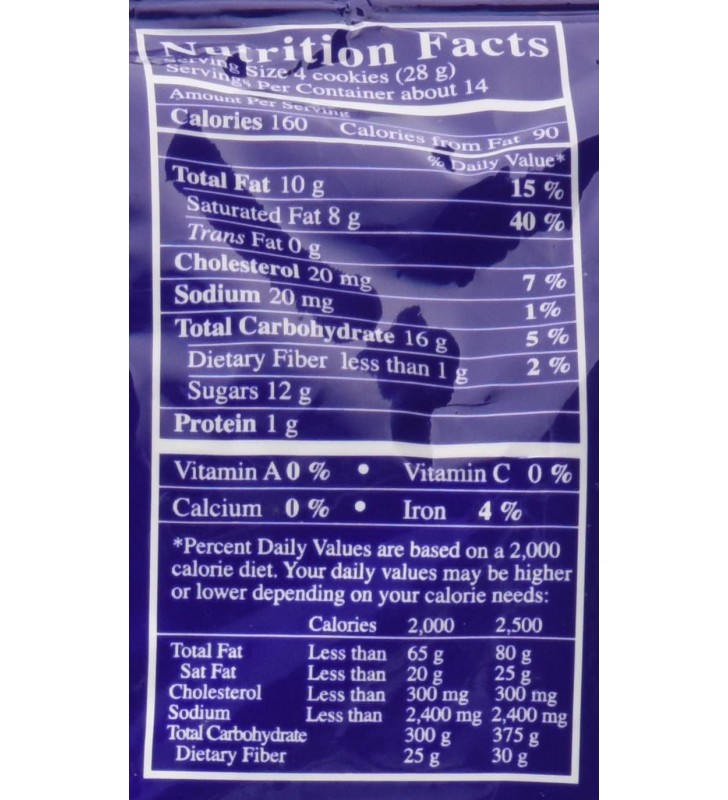 Nutrition Facts
Serving Size 4 cookies (28 g)
Servings Per Container about 14
Amount Per Serving
Calories 160 Calories from Fat 90
% Daily Value*
Total Fat 10 g 15 %
Saturated Fat 8 g 40 %
Trans Fat 0 g
Cholesterol 20 mg 7 %
Sodium 20 mg 1%
Total Carbohydrate 16 g 5 %
Dietary Fiber less than 1 g 2 %
Sugars 12 g
Protein 1 g
Vitamin A 0 % • Vitamin C 0 %
Calcium 0 % • Iron 4 %
*Percent Daily Values are based on a 2,000
calorie diet. Your daily values may be higher
or lower depending on your calorie needs:
Calories 2,000 2,500
Total Fat Less than 65 g 80 g
Sat Fat Less than 20 g 25 g
Cholesterol Less than 300 mg 300 mg
Sodium Less than 2,400 mg 2,400 mg
Total Carbohydrate 300 g 375 g
Dietary Fiber 25 g 30 g